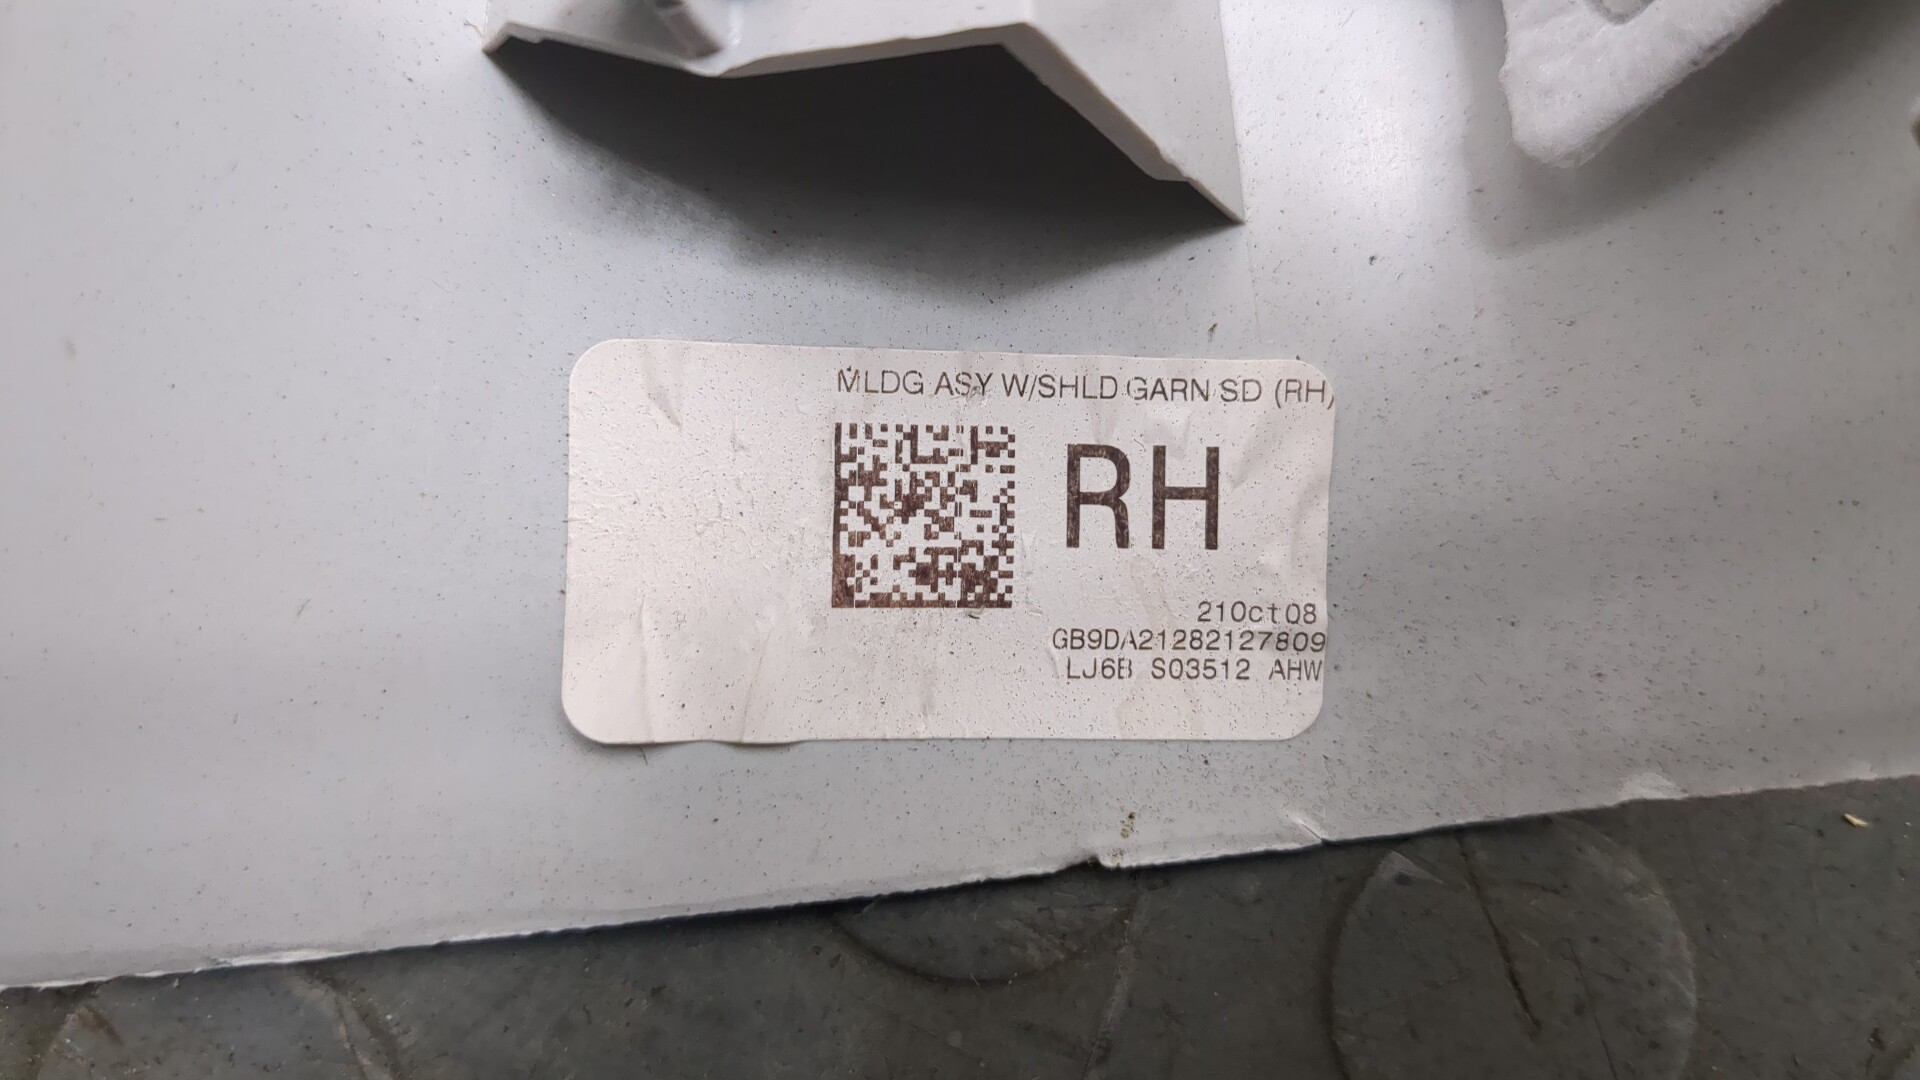 MLDG ASY W/SHLD GARN SD (RH)
RH
21Oct08
GB9DA21282127809
LJ6B S03512 AHW